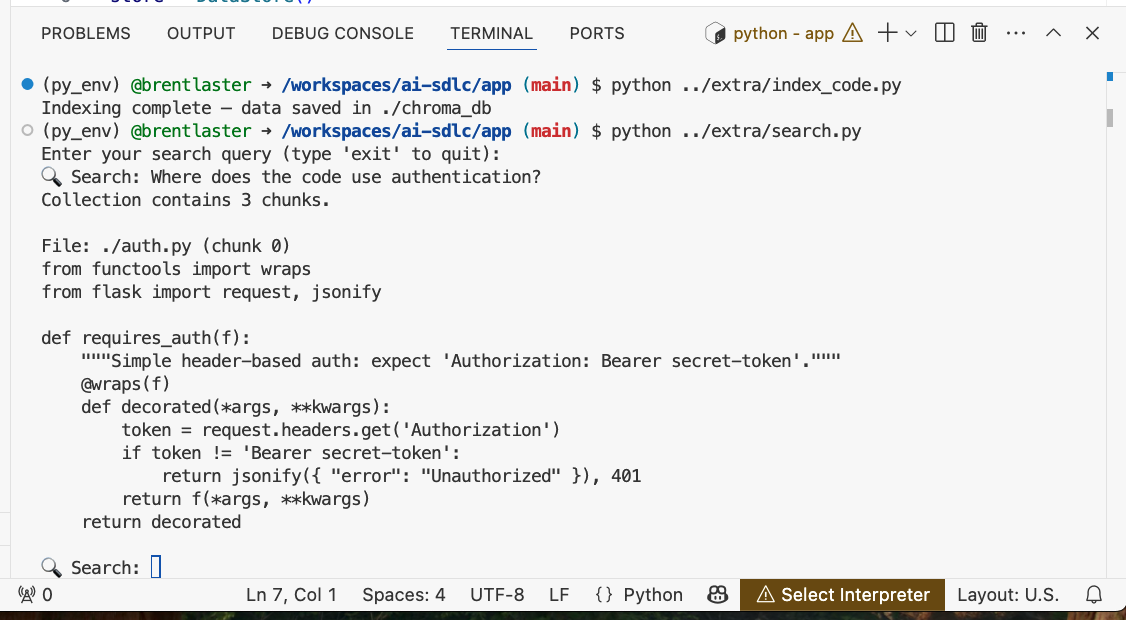 PROBLEMS OUTPUT DEBUG CONSOLE TERMINAL PORTS python - app
(py_env) @brentlaster → /workspaces/ai-sdlc/app (main) $ python ../extra/index_code.py
Indexing complete — data saved in ./chroma_db
(py_env) @brentlaster → /workspaces/ai-sdlc/app (main) $ python ../extra/search.py
Enter your search query (type 'exit' to quit):
🔍 Search: Where does the code use authentication?
Collection contains 3 chunks.
File: ./auth.py (chunk 0)
from functools import wraps
from flask import request, jsonify
def requires_auth(f):
    """Simple header-based auth: expect 'Authorization: Bearer secret-token'."""
    @wraps(f)
    def decorated(*args, **kwargs):
        token = request.headers.get('Authorization')
        if token != 'Bearer secret-token':
            return jsonify({ "error": "Unauthorized" }), 401
        return f(*args, **kwargs)
    return decorated
🔍 Search:
0 Ln 7, Col 1 Spaces: 4 UTF-8 LF {} Python Select Interpreter Layout: U.S.